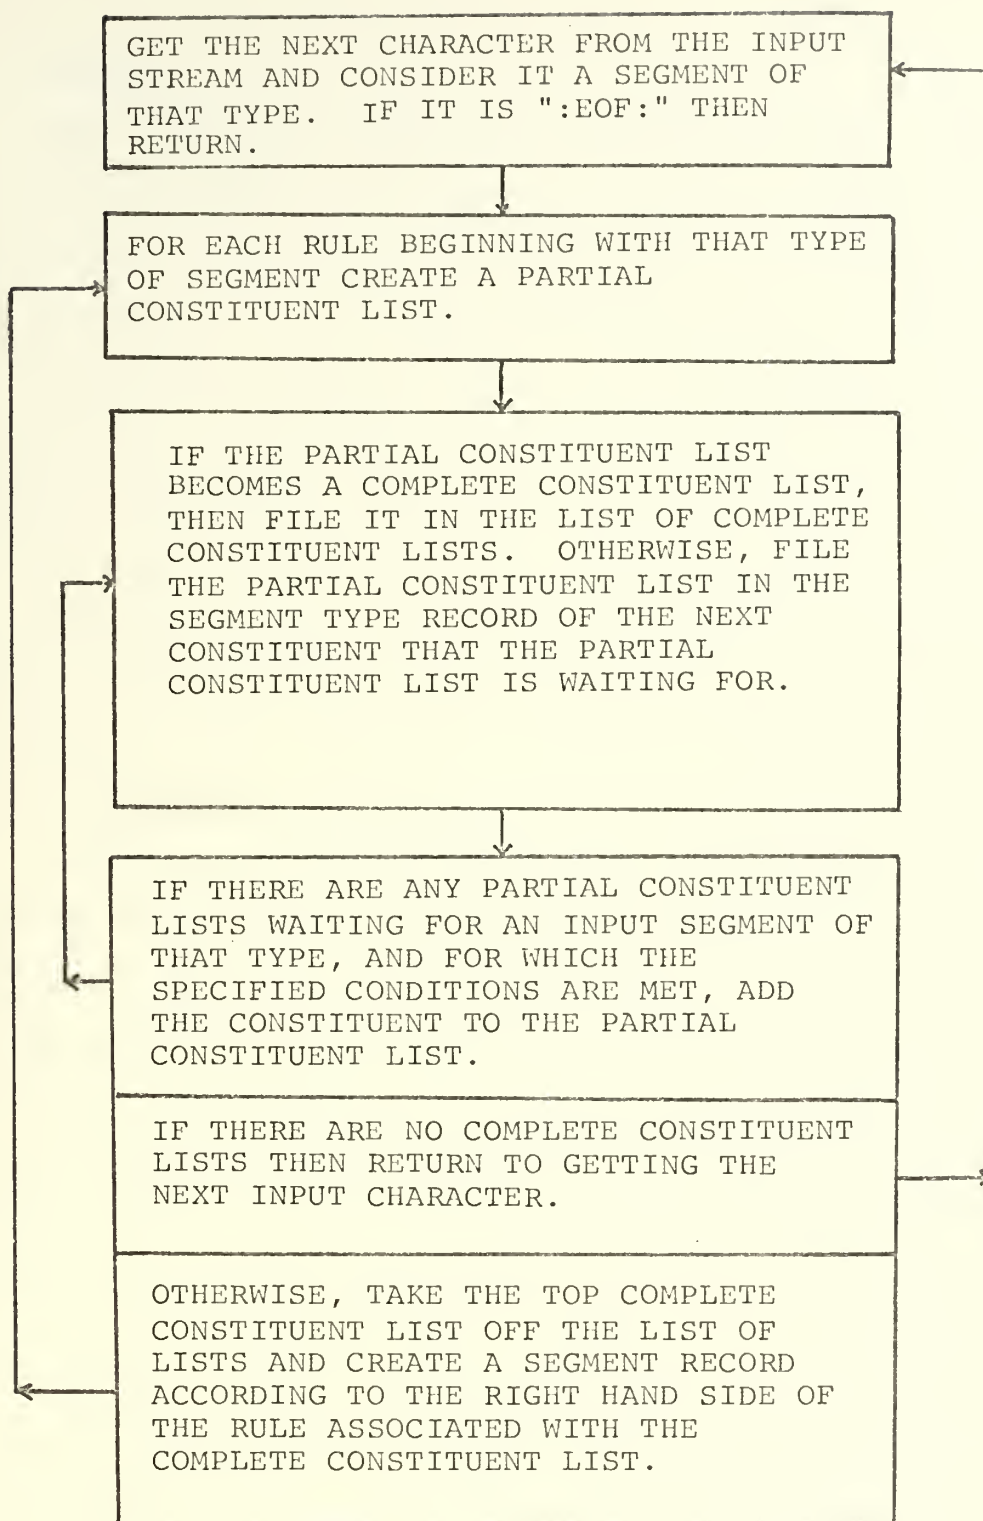 GET THE NEXT CHARACTER FROM THE INPUT
STREAM AND CONSIDER IT A SEGMENT OF
THAT TYPE. IF IT IS ":EOF:" THEN
RETURN.
FOR EACH RULE BEGINNING WITH THAT TYPE
OF SEGMENT CREATE A PARTIAL
CONSTITUENT LIST.
IF THE PARTIAL CONSTITUENT LIST
BECOMES A COMPLETE CONSTITUENT LIST,
THEN FILE IT IN THE LIST OF COMPLETE
CONSTITUENT LISTS. OTHERWISE, FILE
THE PARTIAL CONSTITUENT LIST IN THE
SEGMENT TYPE RECORD OF THE NEXT
CONSTITUENT THAT THE PARTIAL
CONSTITUENT LIST IS WAITING FOR.
IF THERE ARE ANY PARTIAL CONSTITUENT
LISTS WAITING FOR AN INPUT SEGMENT OF
THAT TYPE, AND FOR WHICH THE
SPECIFIED CONDITIONS ARE MET, ADD
THE CONSTITUENT TO THE PARTIAL
CONSTITUENT LIST.
IF THERE ARE NO COMPLETE CONSTITUENT
LISTS THEN RETURN TO GETTING THE
NEXT INPUT CHARACTER.
OTHERWISE, TAKE THE TOP COMPLETE
CONSTITUENT LIST OFF THE LIST OF
LISTS AND CREATE A SEGMENT RECORD
ACCORDING TO THE RIGHT HAND SIDE OF
THE RULE ASSOCIATED WITH THE
COMPLETE CONSTITUENT LIST.